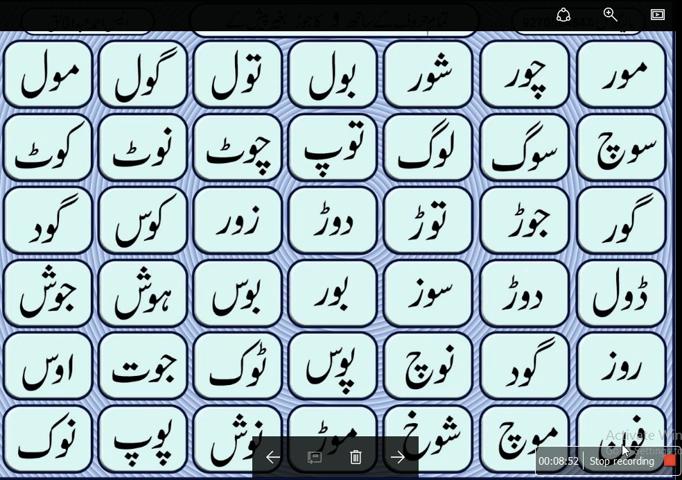 مور چور شور بول تول گول مول
سوچ سوگ لوگ توپ چوٹ نوٹ کوٹ
گور جوڑ توڑ دوڑ زور کوس گود
ڈول دوڑ سوز بور بوس ہوش جوش
روز گود نوچ پوس ٹوک جوت اوس
فون موچ شوخ موڑ نوش پوپ نوک
00:08:52 Stop recording